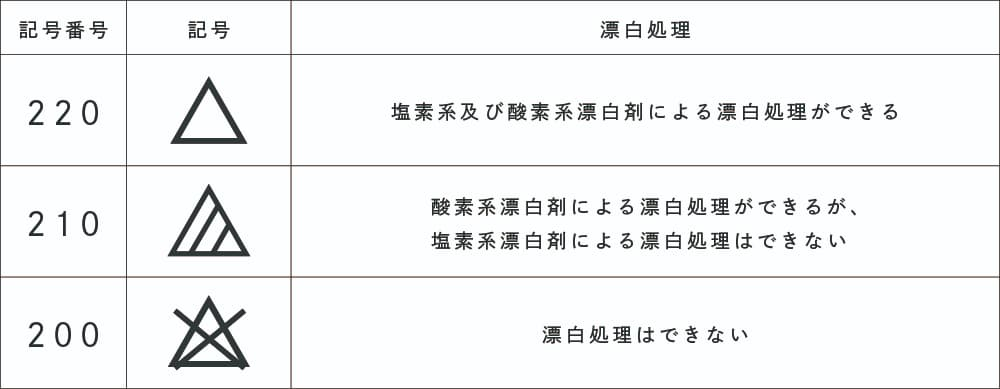 記号番号 記号 漂白処理
220 塩素系及び酸素系漂白剤による漂白処理ができる
210 酸素系漂白剤による漂白処理ができるが、
塩素系漂白剤による漂白処理はできない
200 漂白処理はできない